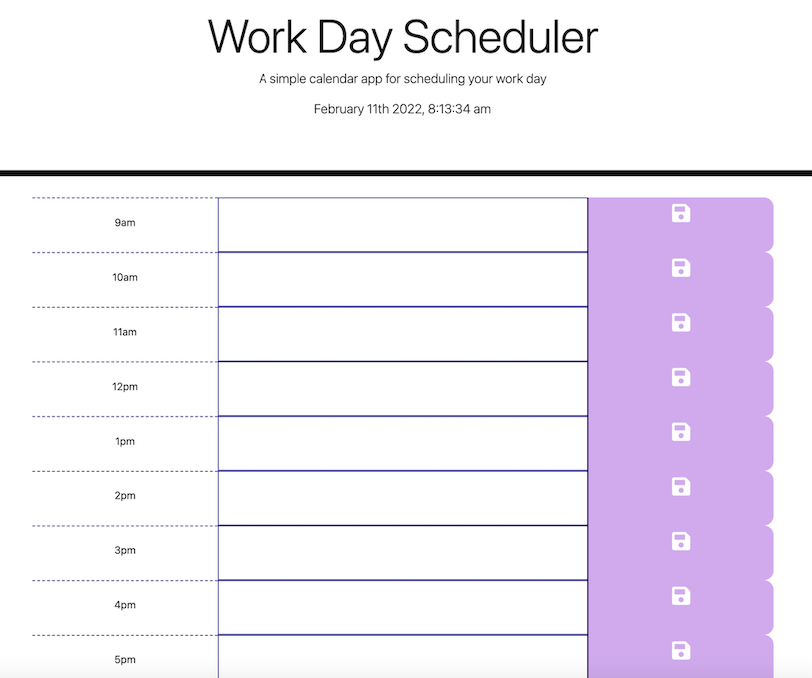 Work Day Scheduler
A simple calendar app for scheduling your work day
February 11th 2022, 8:13:34 am
9am
10am
11am
12pm
1pm
2pm
3pm
4pm
5pm